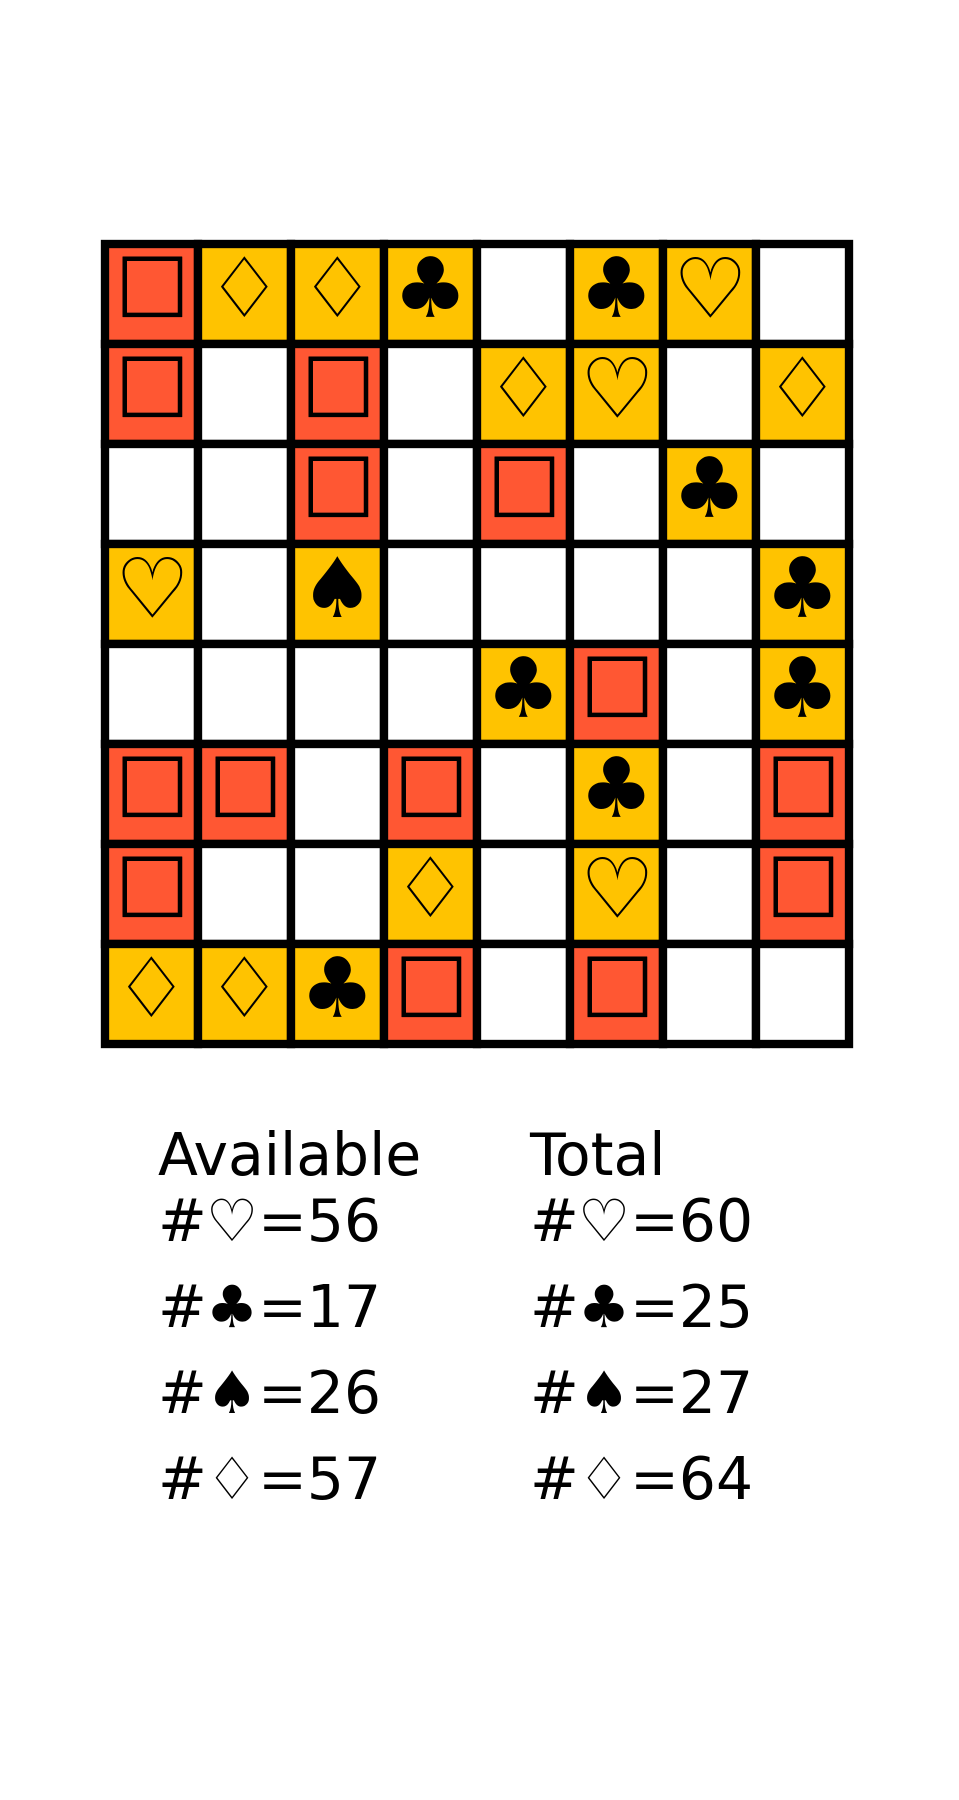 □ ♢ ♢ ♣ ♣ ♡
□ □ ♢ ♡ ♢
□ □ ♣
♡ ♠ ♣
♣ □ ♣
□ □ □ ♣ □
□ ♢ ♡ □
♢ ♢ ♣ □ □
Available Total
#♡=56 #♡=60
#♣=17 #♣=25
#♠=26 #♠=27
#♢=57 #♢=64